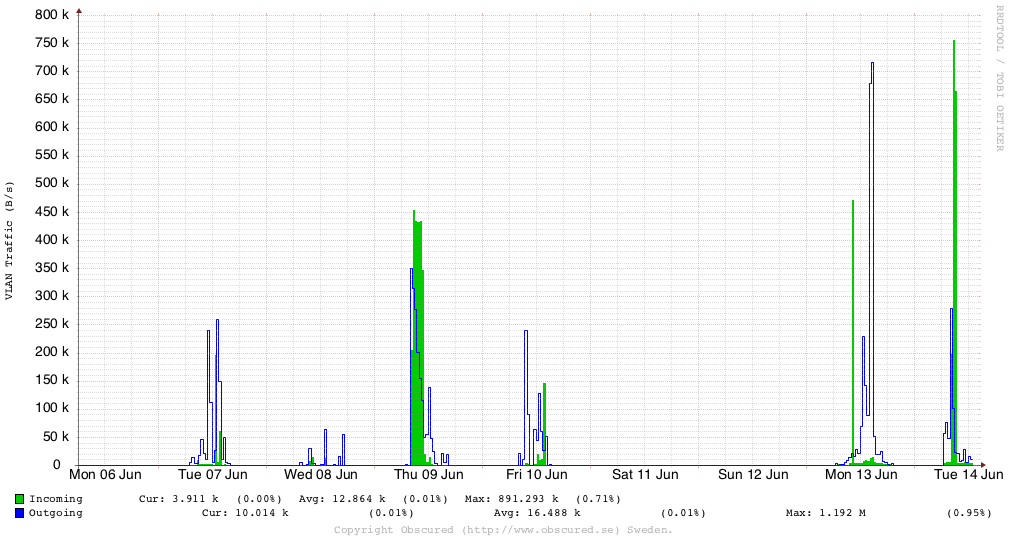 800 k
750 k
700 k
650 k
600 k
550 k
500 k
450 k
400 k
350 k
300 k
250 k
200 k
150 k
100 k
50 k
0
VLAN Traffic (B/s)
RRDTOOL / TOBI OETIKER
Mon 06 Jun Tue 07 Jun Wed 08 Jun Thu 09 Jun Fri 10 Jun Sat 11 Jun Sun 12 Jun Mon 13 Jun Tue 14 Jun
Incoming Cur: 3.911 k (0.00%) Avg: 12.864 k (0.01%) Max: 891.293 k (0.71%)
Outgoing Cur: 10.014 k (0.01%) Avg: 16.488 k (0.01%) Max: 1.192 M (0.95%)
Copyright Obscured (http://www.obscured.se) Sweden.